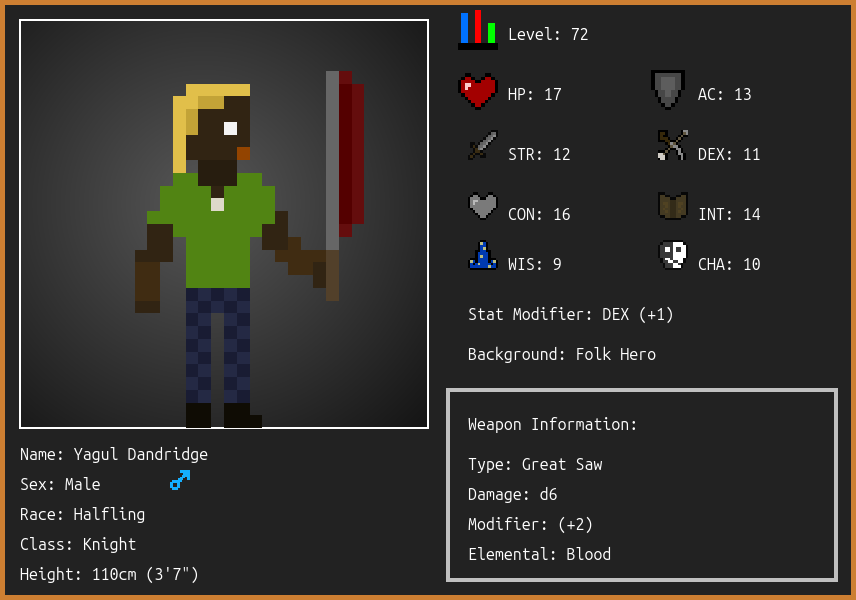 Level: 72
HP: 17
AC: 13
STR: 12
DEX: 11
CON: 16
INT: 14
WIS: 9
CHA: 10
Stat Modifier: DEX (+1)
Background: Folk Hero
Weapon Information:
Type: Great Saw
Damage: d6
Modifier: (+2)
Elemental: Blood
Name: Yagul Dandridge
Sex: Male
Race: Halfling
Class: Knight
Height: 110cm (3'7")